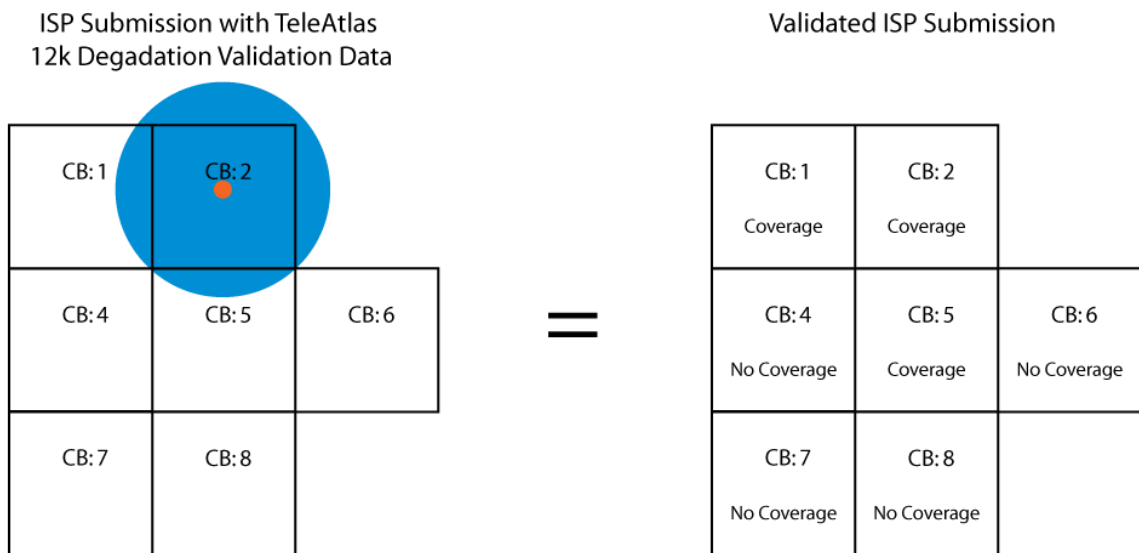 ISP Submission with TeleAtlas
12k Degadation Validation Data
CB: 1
CB: 2
CB: 4
CB: 5
CB: 6
CB: 7
CB: 8
=
Validated ISP Submission
CB: 1
Coverage
CB: 2
Coverage
CB: 4
No Coverage
CB: 5
Coverage
CB: 6
No Coverage
CB: 7
No Coverage
CB: 8
No Coverage